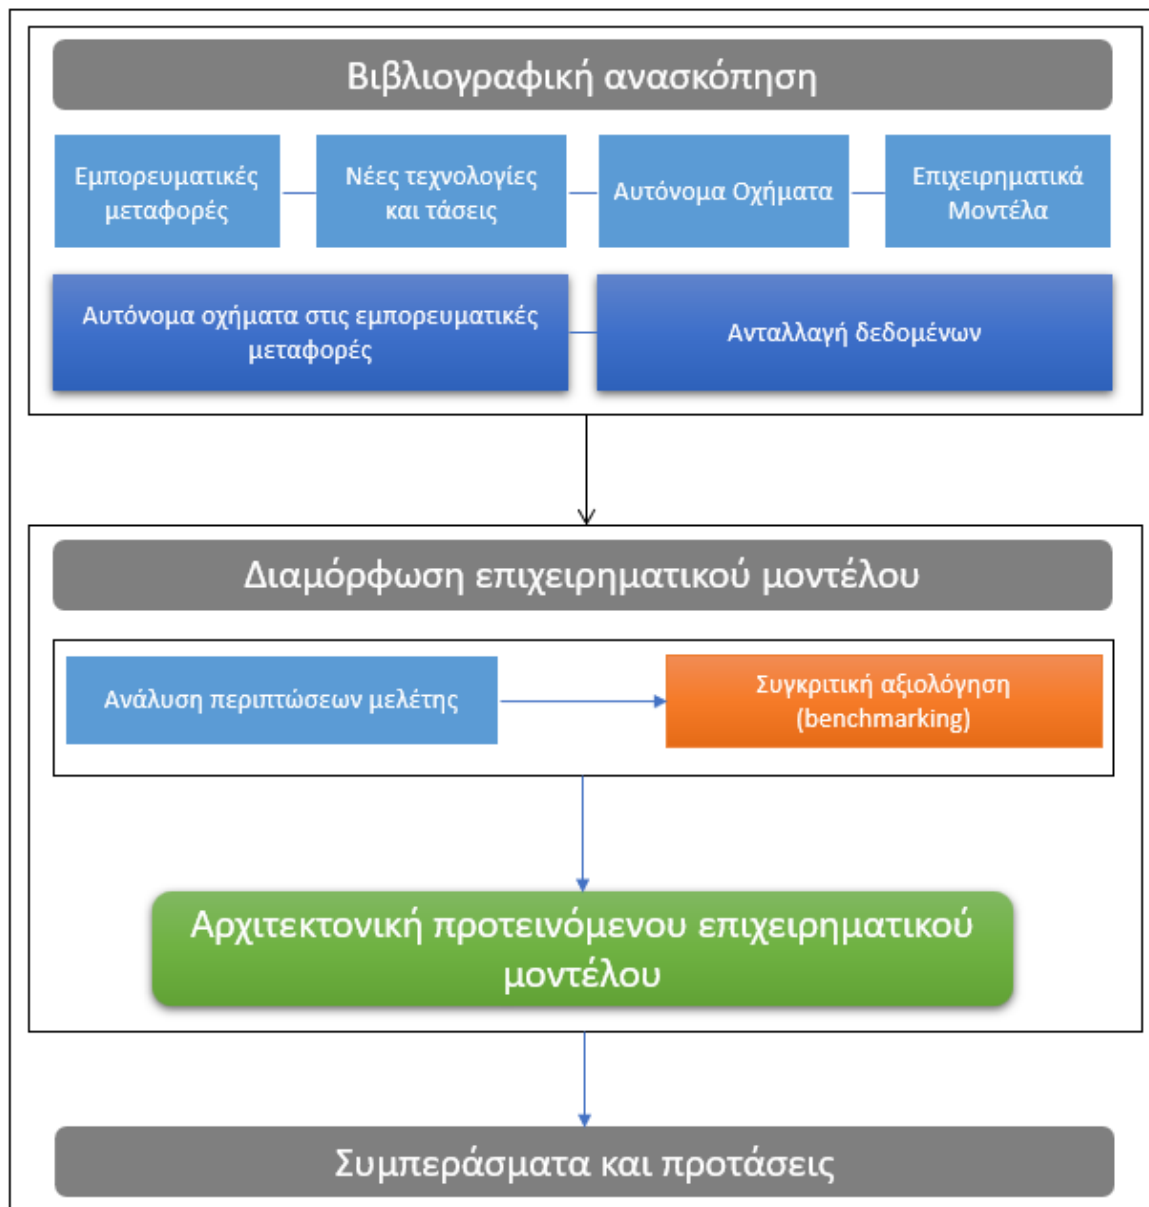 Βιβλιογραφική ανασκόπηση
Εμπορευματικές
μεταφορές
Νέες τεχνολογίες
και τάσεις
Αυτόνομα Οχήματα
Επιχειρηματικά
Μοντέλα
Αυτόνομα οχήματα στις εμπορευματικές
μεταφορές
Ανταλλαγή δεδομένων
Διαμόρφωση επιχειρηματικού μοντέλου
Ανάλυση περιπτώσεων μελέτης
Συγκριτική αξιολόγηση
(benchmarking)
Αρχιτεκτονική προτεινόμενου επιχειρηματικού
μοντέλου
Συμπεράσματα και προτάσεις